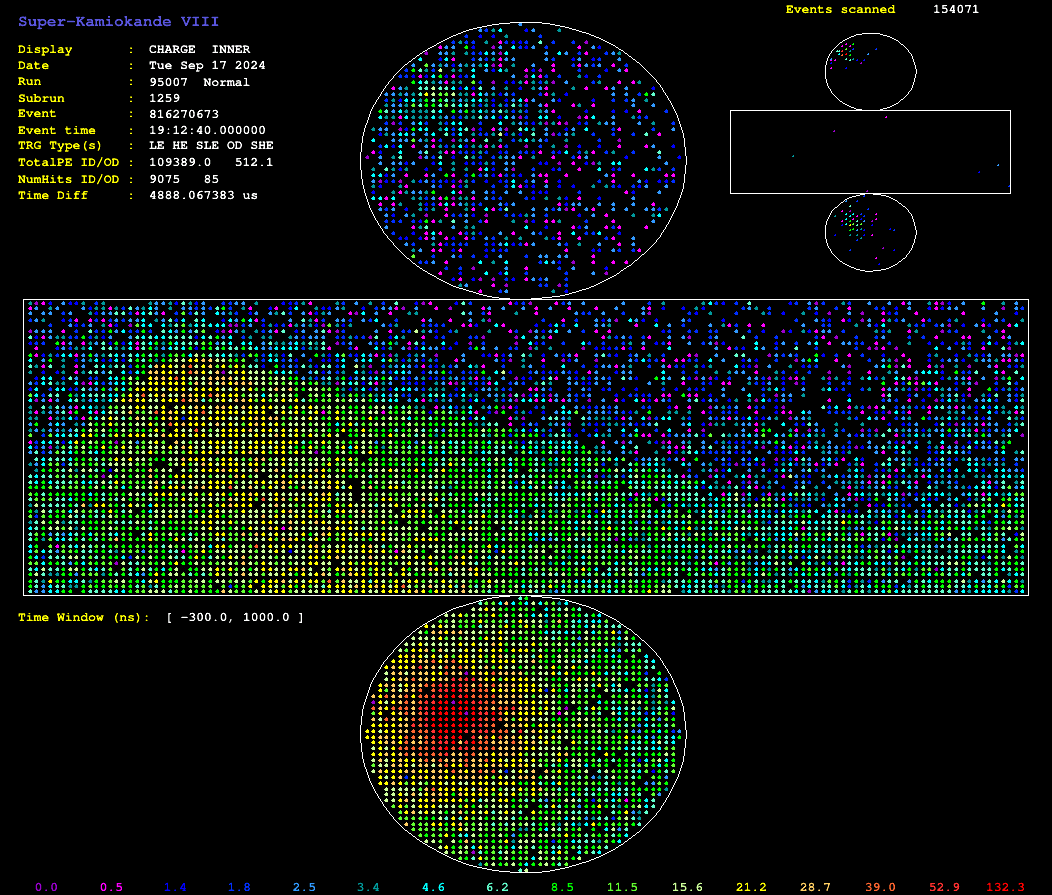 Super-Kamiokande VIII
Events scanned 154071
Display : CHARGE INNER
Date : Tue Sep 17 2024
Run : 95007 Normal
Subrun : 1259
Event : 816270673
Event time : 19:12:40.000000
TRG Type(s) : LE HE SLE OD SHE
TotalPE ID/OD : 109389.0 512.1
NumHits ID/OD : 9075 85
Time Diff : 4888.067383 us
Time Window (ns): [ -300.0, 1000.0 ]
0.0 0.5 1.4 1.8 2.5 3.4 4.6 6.2 8.5 11.5 15.6 21.2 28.7 39.0 52.9 132.3